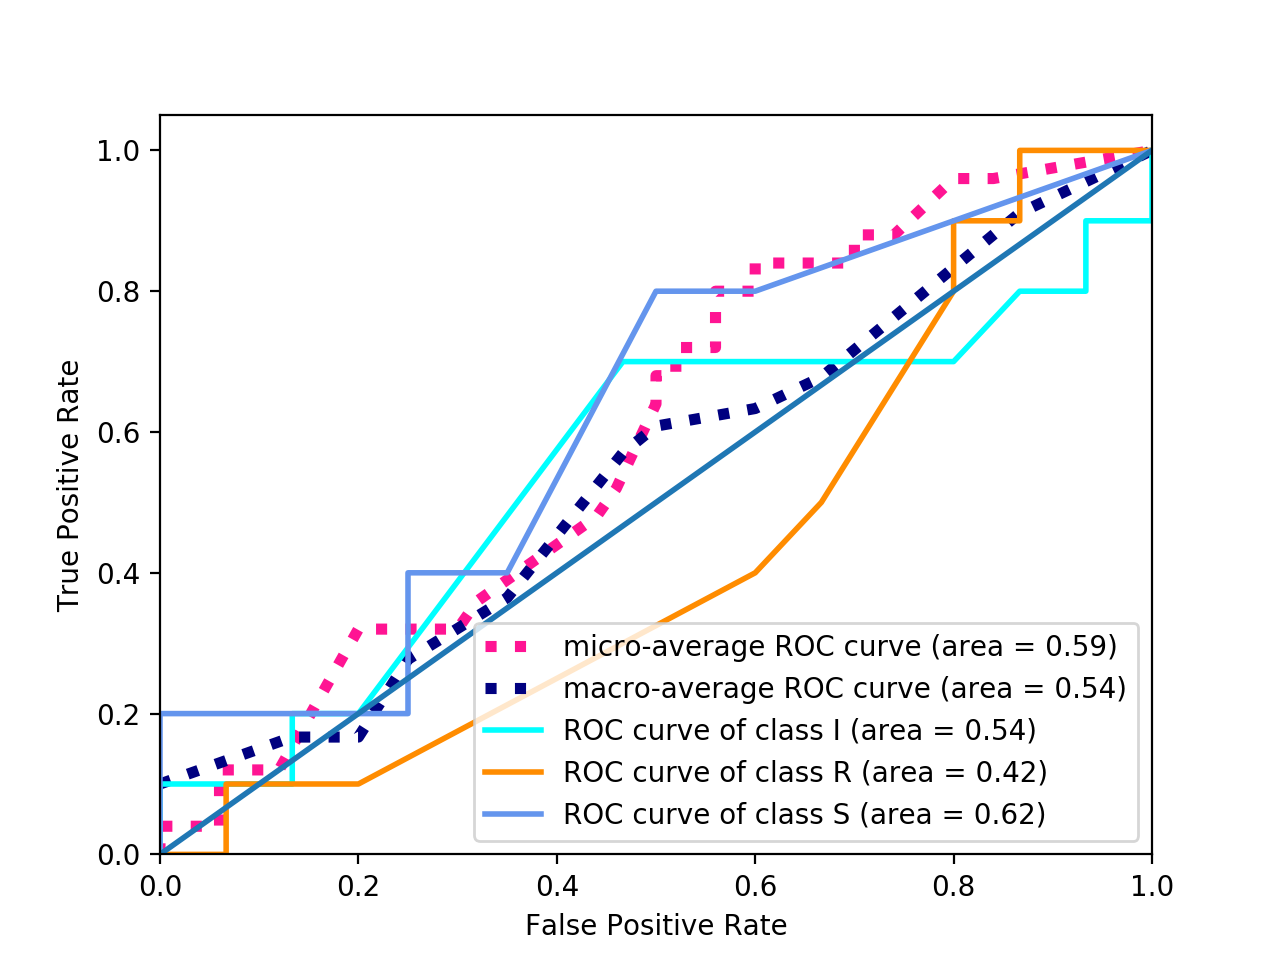 1.0
0.8
0.6
0.4
0.2
0.0
True Positive Rate
micro-average ROC curve (area = 0.59)
macro-average ROC curve (area = 0.54)
ROC curve of class I (area = 0.54)
ROC curve of class R (area = 0.42)
ROC curve of class S (area = 0.62)
0.0 0.2 0.4 0.6 0.8 1.0
False Positive Rate